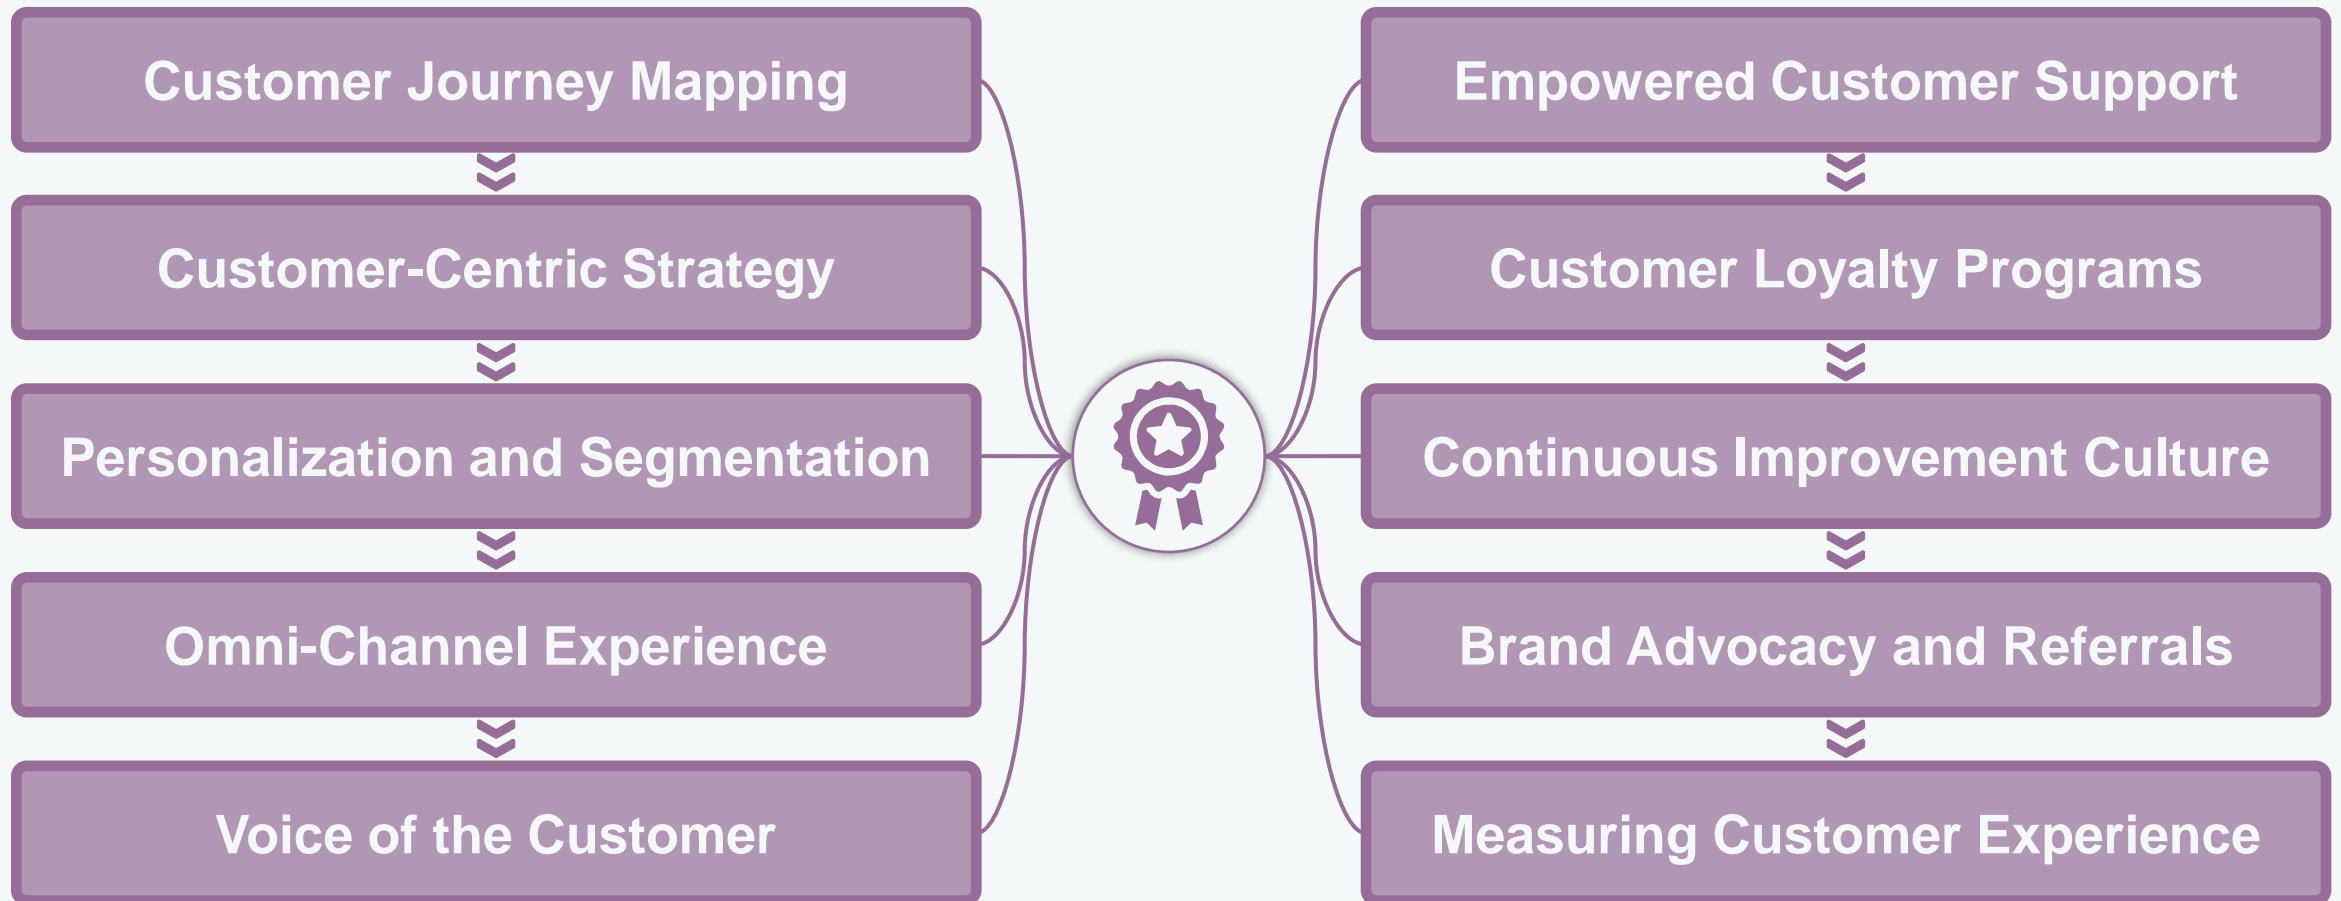 Customer Journey Mapping
Customer-Centric Strategy
Personalization and Segmentation
Omni-Channel Experience
Voice of the Customer
Empowered Customer Support
Customer Loyalty Programs
Continuous Improvement Culture
Brand Advocacy and Referrals
Measuring Customer Experience